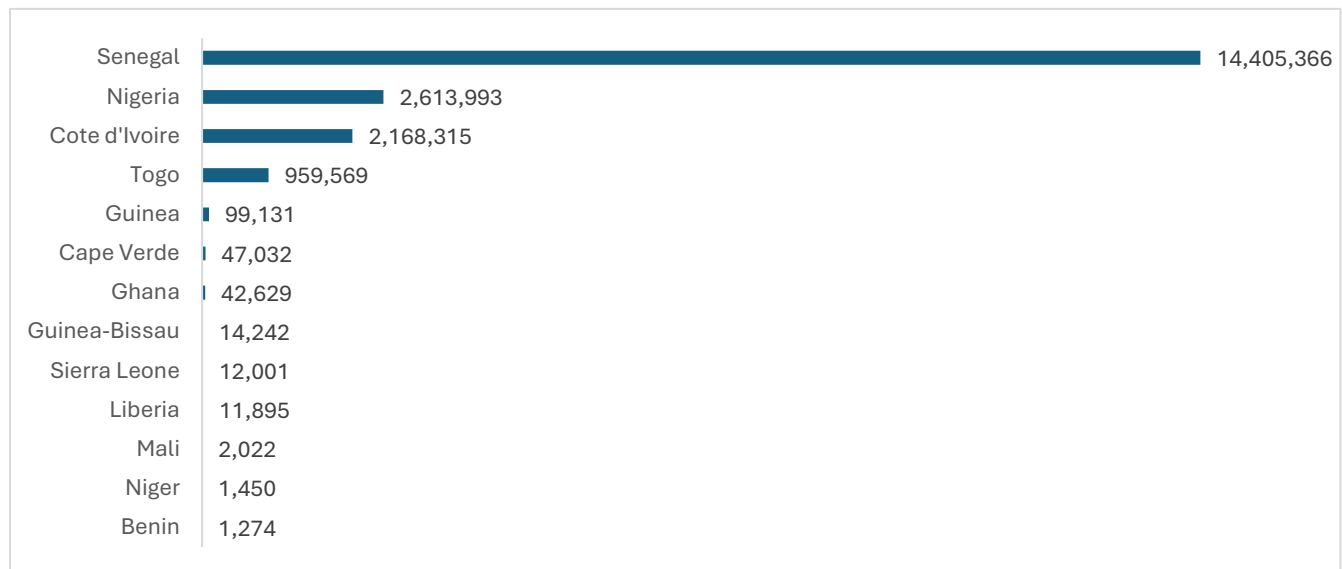 Senegal 14,405,366
Nigeria 2,613,993
Cote d'Ivoire 2,168,315
Togo 959,569
Guinea 99,131
Cape Verde 47,032
Ghana 42,629
Guinea-Bissau 14,242
Sierra Leone 12,001
Liberia 11,895
Mali 2,022
Niger 1,450
Benin 1,274